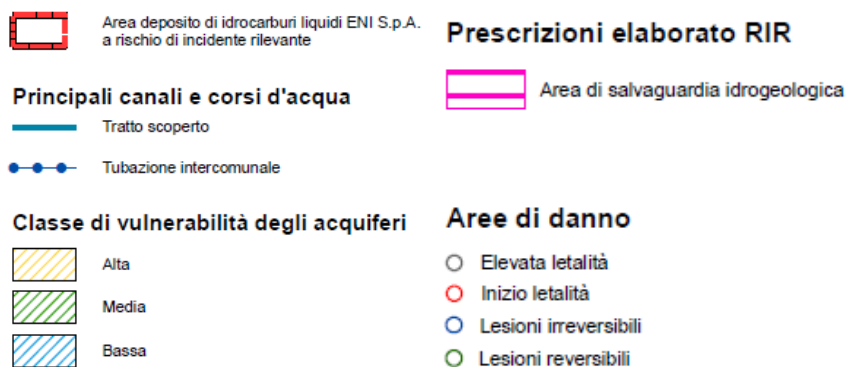 Area deposito di idrocarburi liquidi ENI S.p.A.
a rischio di incidente rilevante
Principali canali e corsi d'acqua
Tratto scoperto
Tubazione intercomunale
Classe di vulnerabilità degli acquiferi
Alta
Media
Bassa
Prescrizioni elaborato RIR
Area di salvaguardia idrogeologica
Aree di danno
Elevata letalità
Inizio letalità
Lesioni irreversibili
Lesioni reversibili